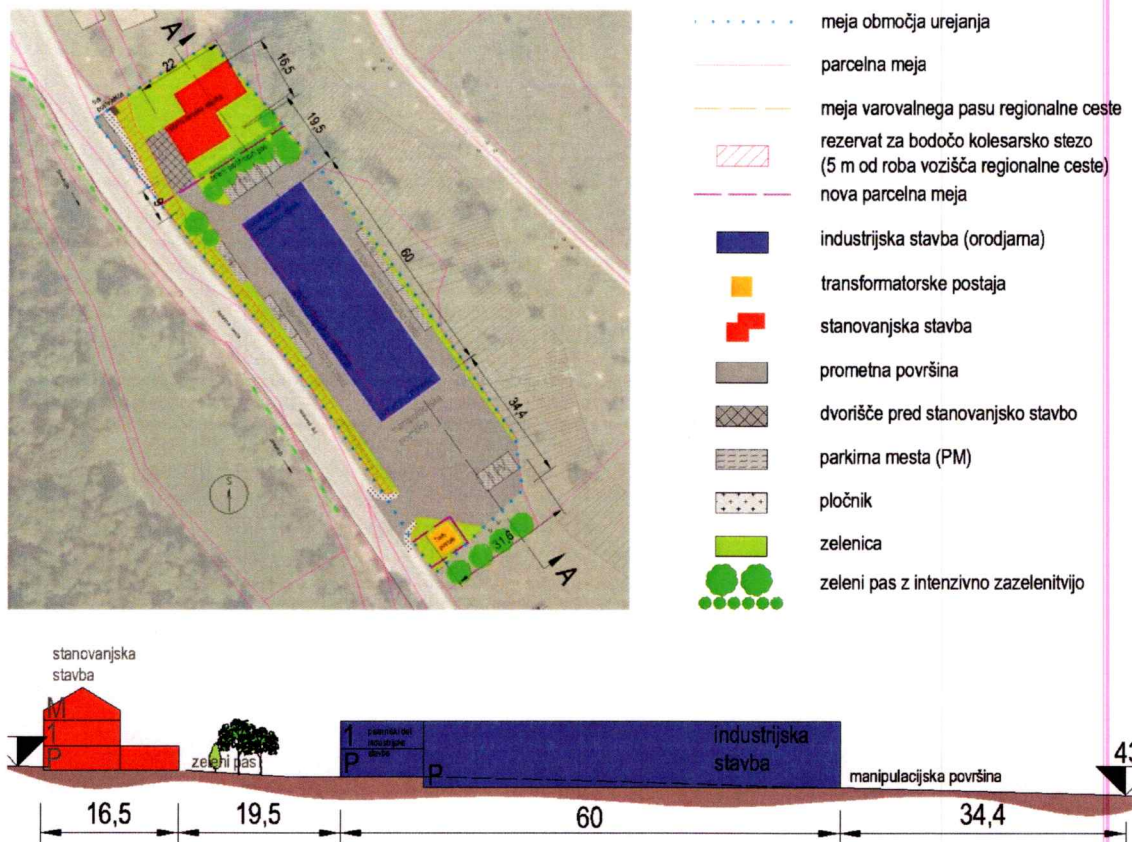 A
22
16,5
19,5
9
60
34,4
31,6
A
S
meja območja urejanja
parcelna meja
meja varovalnega pasu regionalne ceste
rezervat za bodočo kolesarsko stezo
(5 m od roba vozišča regionalne ceste)
nova parcelna meja
industrijska stavba (orodjarna)
transformatorske postaja
stanovanjska stavba
prometna površina
dvorišče pred stanovanjsko stavbo
parkirna mesta (PM)
pločnik
zelenica
zeleni pas z intenzivno zazelenitvijo
stanovanjska
stavba
M
1
P
zeleni pas
1
P
P
industrijska
stavba
manipulacijska površina
43
16,5
19,5
60
34,4